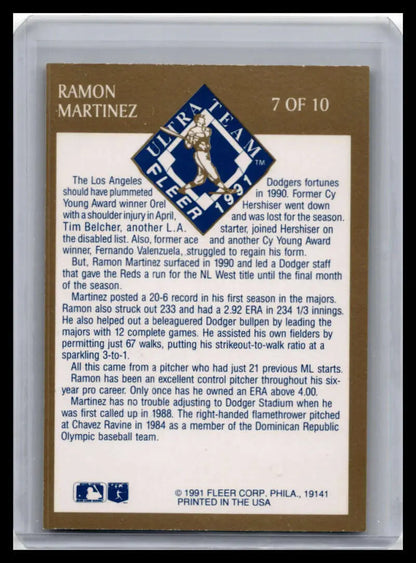 RAMON
MARTINEZ
7 OF 10
ULTRA TEAM
FLEER 1991
TM
The Los Angeles Dodgers fortunes
should have plummeted in 1990. Former Cy
Young Award winner Orel Hershiser went down
with a shoulder injury in April, and was lost for the season.
Tim Belcher, another L.A. starter, joined Hershiser on
the disabled list. Also, former ace and another Cy Young Award
winner, Fernando Valenzuela, struggled to regain his form.
But, Ramon Martinez surfaced in 1990 and led a Dodger staff
that gave the Reds a run for the NL West title until the final month
of the season.
Martinez posted a 20-6 record in his first season in the majors.
Ramon also struck out 233 and had a 2.92 ERA in 234 1/3 innings.
He also helped out a beleaguered Dodger bullpen by leading the
majors with 12 complete games. He assisted his own fielders by
permitting just 67 walks, putting his strikeout-to-walk ratio at a
sparkling 3-to-1.
All this came from a pitcher who had just 21 previous ML starts.
Ramon has been an excellent control pitcher throughout his six-
year pro career. Only once has he owned an ERA above 4.00.
Martinez has no trouble adjusting to Dodger Stadium when he
was first called up in 1988. The right-handed flamethrower pitched
at Chavez Ravine in 1984 as a member of the Dominican Republic
Olympic baseball team.
© 1991 FLEER CORP. PHILA., 19141
PRINTED IN THE USA